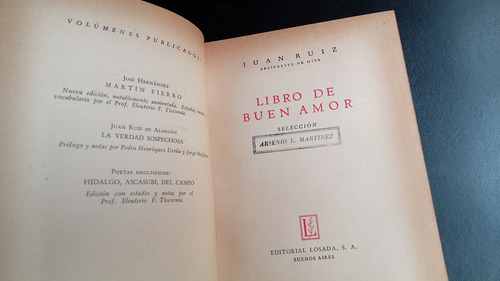 VOLÚMENES PUBLICADOS:
JOSÉ HERNÁNDEZ
MARTÍN FIERRO
Nueva edición, notablemente aumentada. Estudio, notas
vocabulario por el Prof. Eleuterio F. Tiscornia.
JUAN RUIZ DE ALARCÓN
LA VERDAD SOSPECHOSA
Prólogo y notas por Pedro Henríquez Ureña y Jorge
POETAS GAUCHESCOS:
HIDALGO, ASCASUBI, DEL CAMPO
Edición con estudio y notas por el
Prof. Eleuterio F. Tiscornia.
JUAN RUIZ
ARCIPRESTE DE HITA
LIBRO DE
BUEN AMOR
SELECCIÓN
ARSENIO L. MARTINEZ
L
EDITORIAL LOSADA, S. A.
BUENOS AIRES